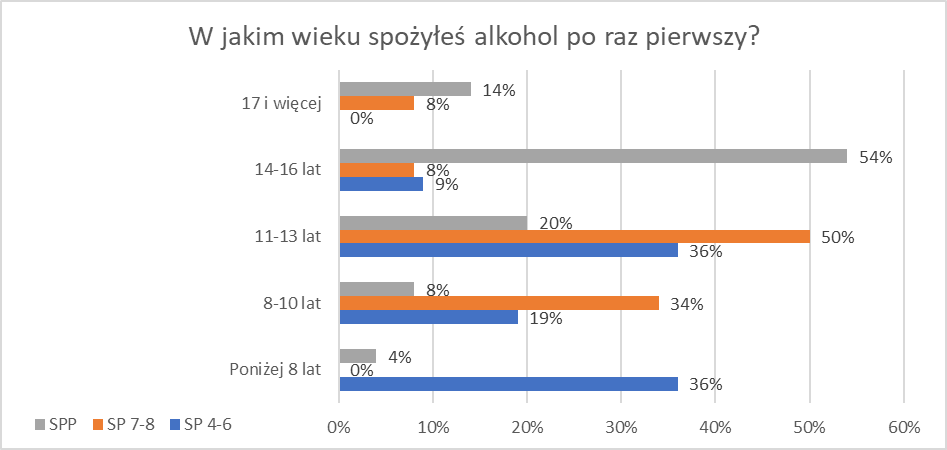 W jakim wieku spożyłeś alkohol po raz pierwszy?
17 i więcej
14%
8%
0%
14-16 lat
54%
8%
9%
11-13 lat
20%
50%
36%
8-10 lat
8%
34%
19%
Poniżej 8 lat
4%
0%
36%
SPP SP 7-8 SP 4-6
0% 10% 20% 30% 40% 50% 60%